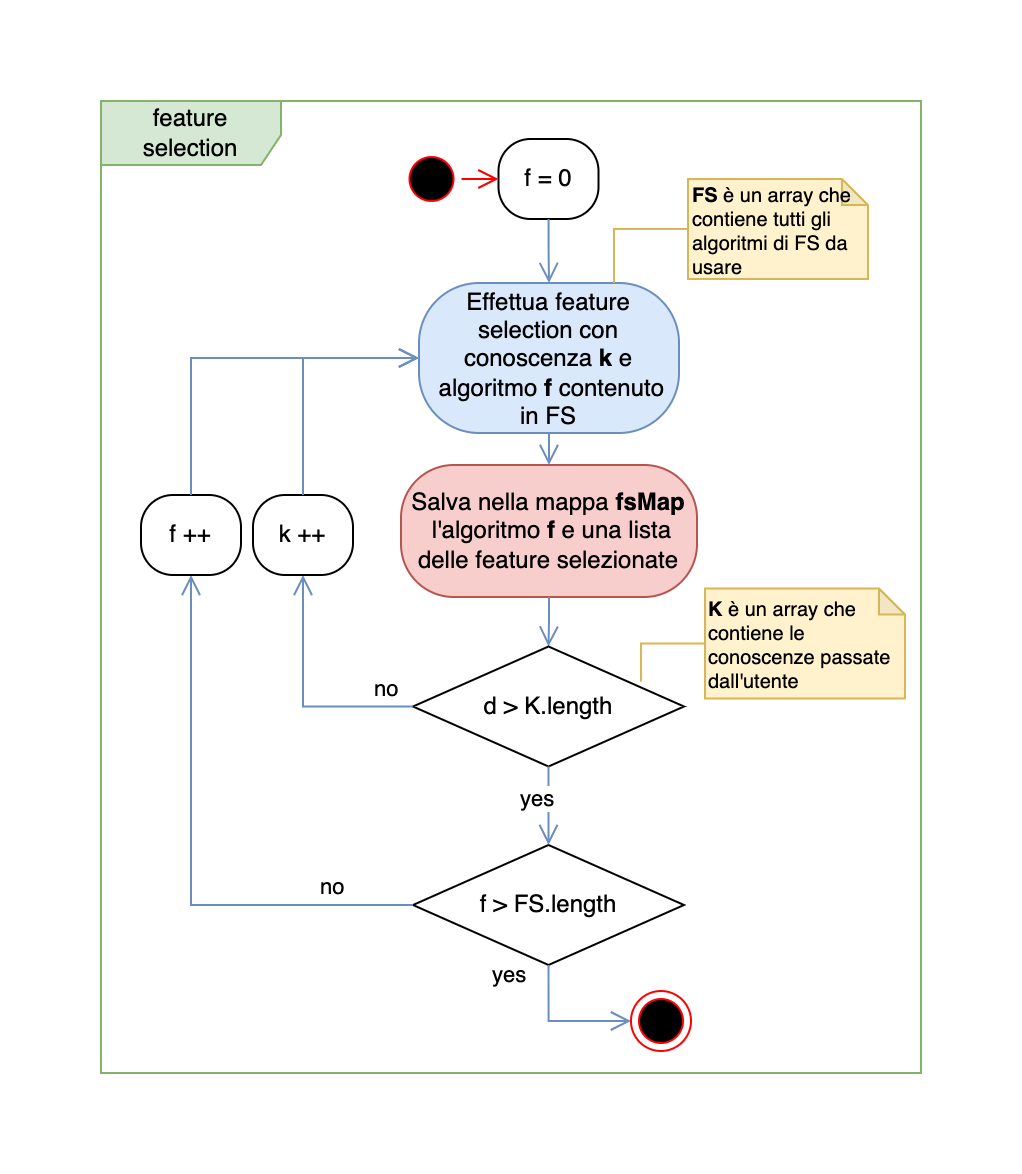 feature
selection
f = 0
FS è un array che
contiene tutti gli
algoritmi di FS da
usare
Effettua feature
selection con
conoscenza k e
algoritmo f contenuto
in FS
Salva nella mappa fsMap
l'algoritmo f e una lista
delle feature selezionate
f ++
k ++
K è un array che
contiene le
conoscenze passate
dall'utente
no
d > K.length
yes
no
f > FS.length
yes